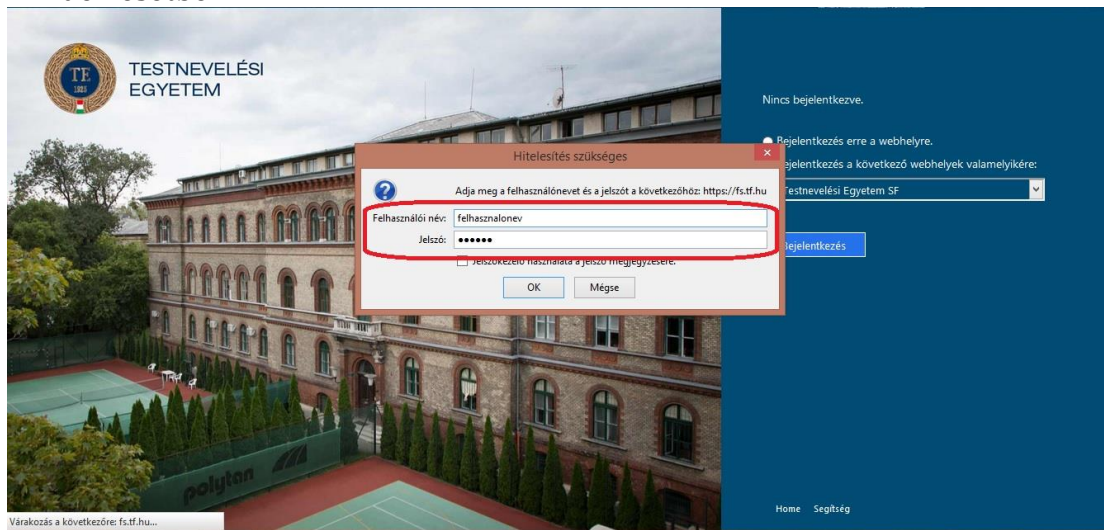 TE
TESTNEVELÉSI
EGYETEM
Nincs bejelentkezve.
Bejelentkezés erre a webhelyre.
ejelentkezés a következő webhelyek valamelyikére:
Testnevelési Egyetem SF
Bejelentkezés
Hitelesítés szükséges
Adja meg a felhasználónevet és a jelszót a következőhöz: https://fs.tf.hu
Felhasználói név: felhasznalonev
Jelszó: ●●●●●●
Jelszókezelő használata a jelszó megjegyzésére.
OK Mégse
polytan
Home Segítség
Várakozás a következőre: fs.tf.hu...